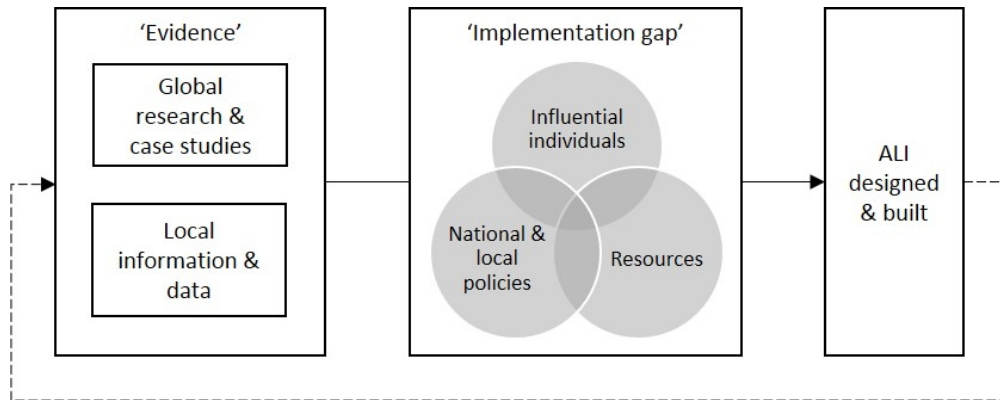 ‘Evidence’
Global
research &
case studies
Local
information &
data
‘Implementation gap’
Influential
individuals
National &
local
policies
Resources
ALI
designed
& built